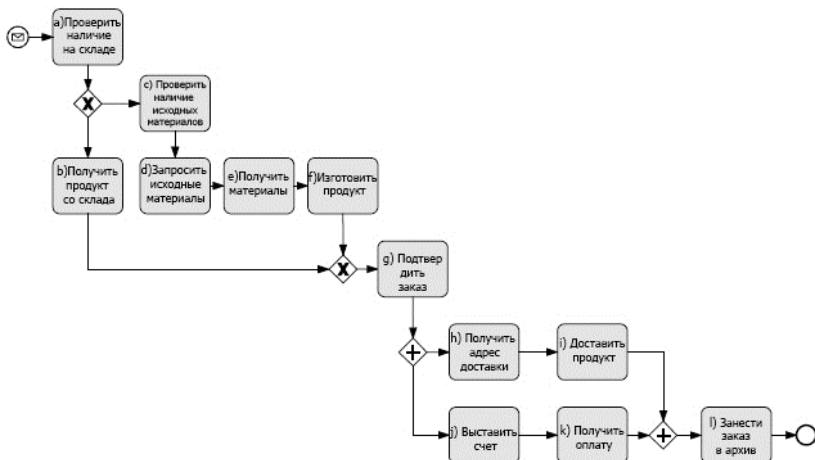 a)Проверить
наличие
на складе
c) Проверить
наличие
исходных
материалов
b)Получить
продукт
со склада
d)Запросить
исходные
материалы
e)Получить
материалы
f)Изготовить
продукт
g) Подтвер
дить
заказ
h) Получить
адрес
доставки
i) Доставить
продукт
j) Выставить
счет
k) Получить
оплату
l) Занести
заказ
в архив